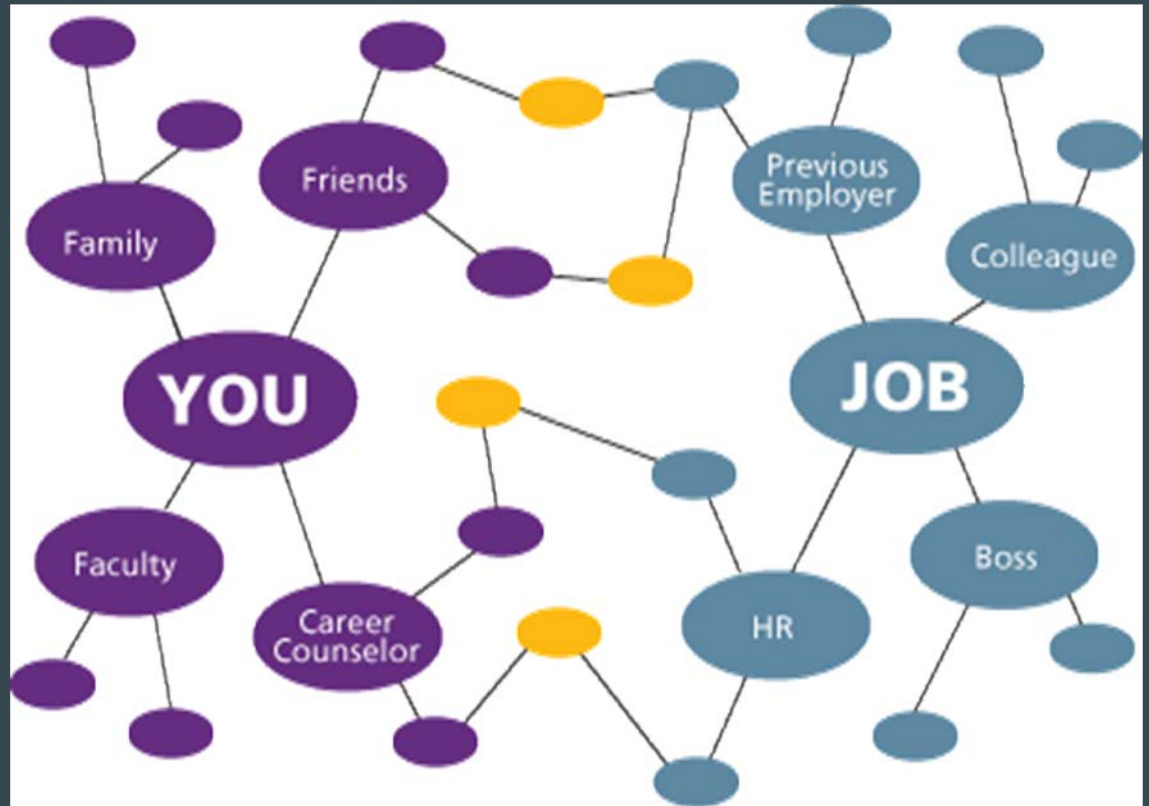 Friends
Previous
Employer
Family
Colleague
YOU
JOB
Faculty
Career
Counselor
HR
Boss